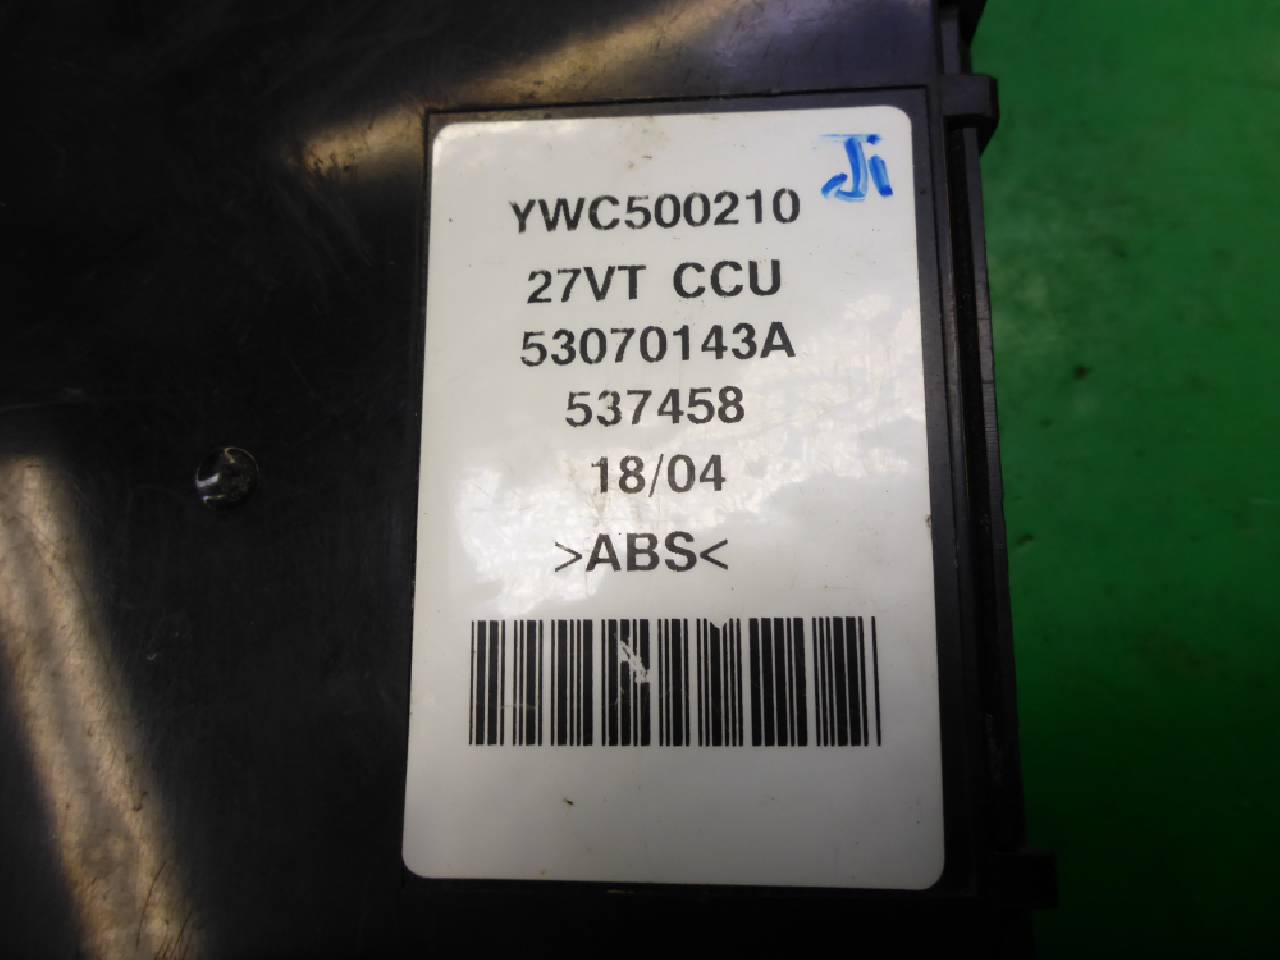 YWC500210
27VT CCU
53070143A
537458
18/04
>ABS<